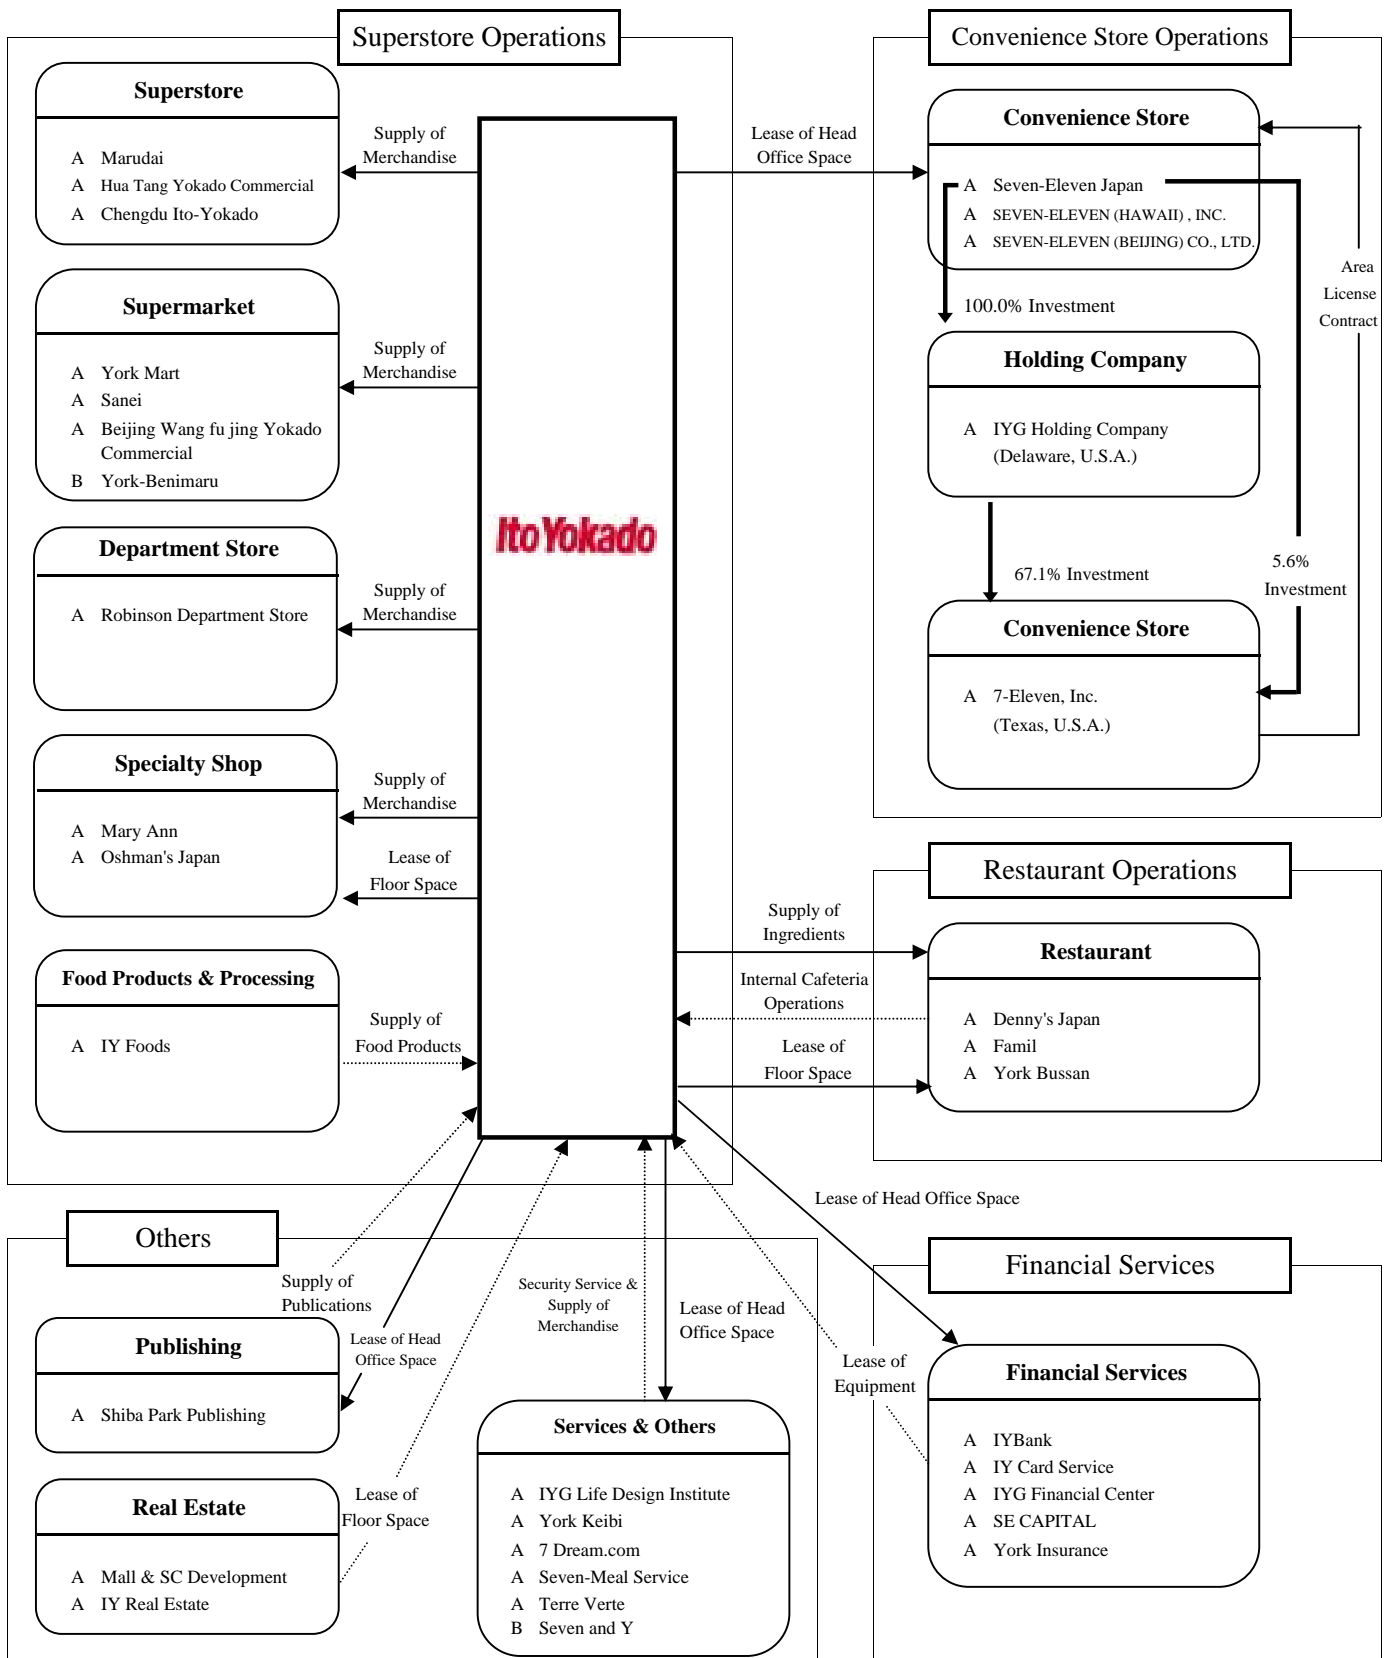 Superstore Operations
Superstore
A Marudai
A Hua Tang Yokado Commercial
A Chengdu Ito-Yokado
Supply of
Merchandise
Supermarket
A York Mart
A Sanei
A Beijing Wang fu jing Yokado
Commercial
B York-Benimaru
Supply of
Merchandise
Department Store
A Robinson Department Store
Supply of
Merchandise
Specialty Shop
A Mary Ann
A Oshman's Japan
Supply of
Merchandise
Lease of
Floor Space
Food Products & Processing
A IY Foods
Supply of
Food Products
Ito Yokado
Convenience Store Operations
Lease of Head
Office Space
Convenience Store
A Seven-Eleven Japan
A SEVEN-ELEVEN (HAWAII) , INC.
A SEVEN-ELEVEN (BEIJING) CO., LTD.
Area
License
Contract
100.0% Investment
Holding Company
A IYG Holding Company
(Delaware, U.S.A.)
67.1% Investment
5.6%
Investment
Convenience Store
A 7-Eleven, Inc.
(Texas, U.S.A.)
Restaurant Operations
Supply of
Ingredients
Internal Cafeteria
Operations
Lease of
Floor Space
Restaurant
A Denny's Japan
A Famil
A York Bussan
Others
Supply of
Publications
Lease of Head
Office Space
Publishing
A Shiba Park Publishing
Real Estate
A Mall & SC Development
A IY Real Estate
Lease of
Floor Space
Security Service &
Supply of
Merchandise
Lease of Head
Office Space
Services & Others
A IYG Life Design Institute
A York Keibi
A 7 Dream.com
A Seven-Meal Service
A Terre Verte
B Seven and Y
Lease of Head Office Space
Financial Services
Lease of
Equipment
Financial Services
A IYBank
A IY Card Service
A IYG Financial Center
A SE CAPITAL
A York Insurance